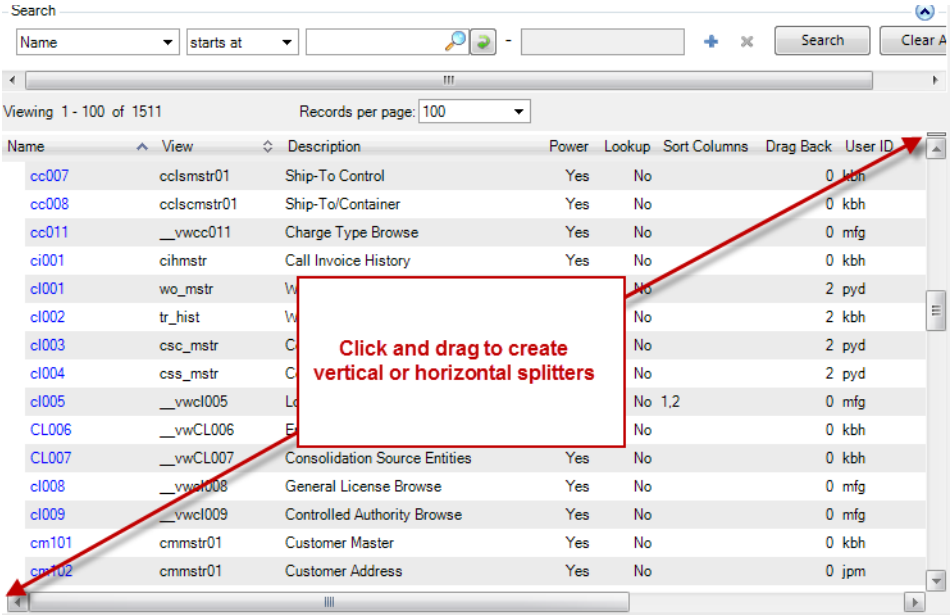 Search
Name starts at - Search Clear A
Viewing 1 - 100 of 1511 Records per page: 100
Name View Description Power Lookup Sort Columns Drag Back User ID
cc007 cclsmstr01 Ship-To Control Yes No 0 kbh
cc008 cclscmstr01 Ship-To/Container Yes No 0 kbh
cc011 __vwcc011 Charge Type Browse Yes No 0 mfg
ci001 cihmstr Call Invoice History Yes No 0 kbh
cl001 wo_mstr W No 2 pyd
cl002 tr_hist W No 2 kbh
cl003 csc_mstr C No 2 pyd
cl004 css_mstr C No 2 pyd
cl005 __vwcl005 Lo No 1,2 0 mfg
CL006 __vwCL006 E No 0 kbh
Click and drag to create
vertical or horizontal splitters
CL007 __vwCL007 Consolidation Source Entities Yes No 0 kbh
cl008 __vwcl008 General License Browse Yes No 0 mfg
cl009 __vwcl009 Controlled Authority Browse Yes No 0 mfg
cm101 cmmstr01 Customer Master Yes No 0 kbh
cm102 cmmstr01 Customer Address Yes No 0 jpm